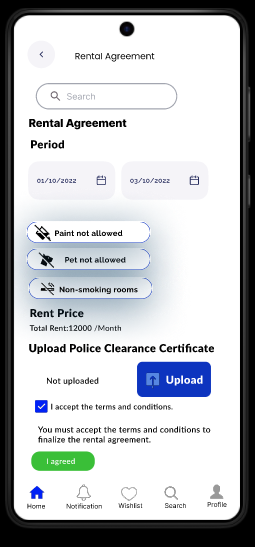 Rental Agreement
Search
Rental Agreement
Period
01/10/2022
03/10/2022
Paint not allowed
Pet not allowed
Non-smoking rooms
Rent Price
Total Rent:12000 /Month
Upload Police Clearance Certificate
Not uploaded
Upload
I accept the terms and conditions.
You must accept the terms and conditions to
finalize the rental agreement.
I agreed
Home
Notification
Wishlist
Search
Profile